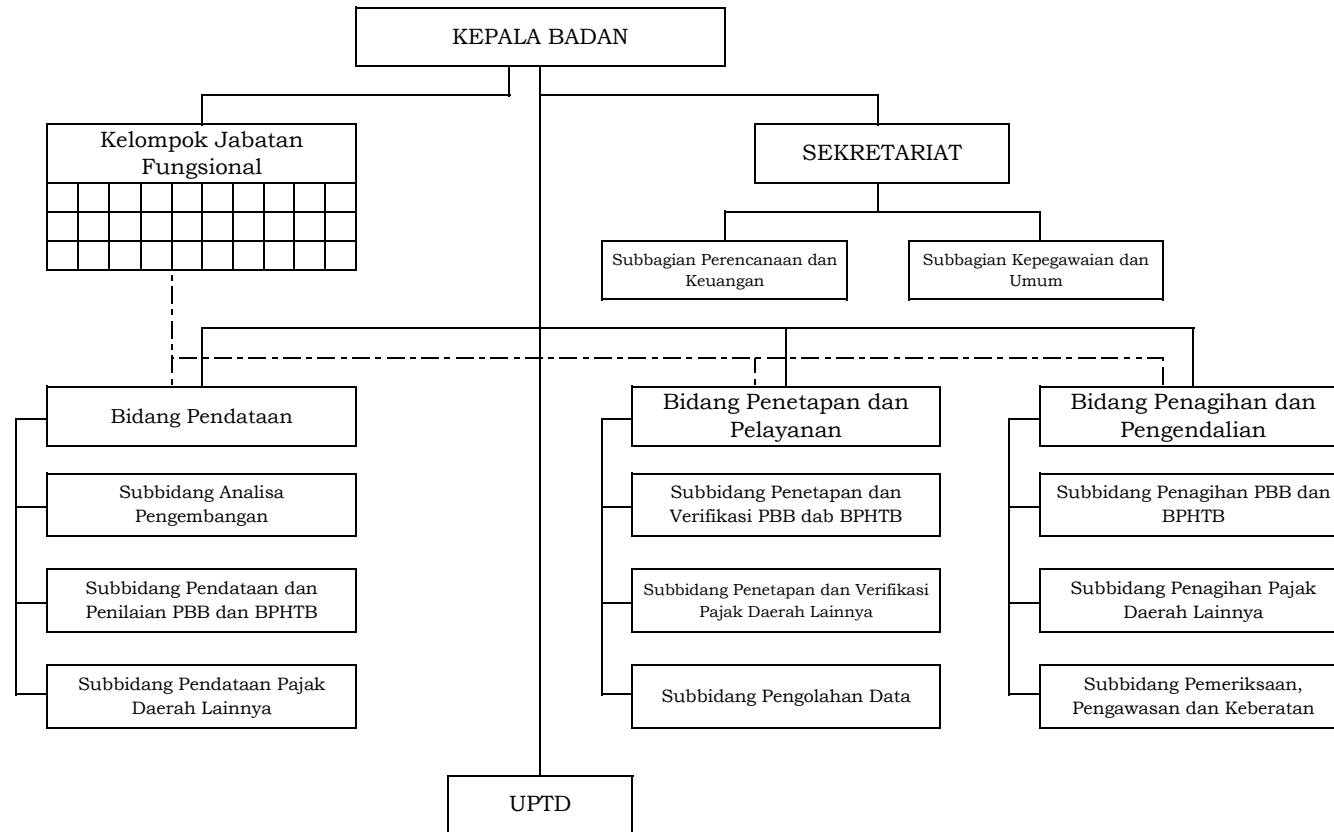 KEPALA BADAN
Kelompok Jabatan
Fungsional
SEKRETARIAT
Subbagian Perencanaan dan
Keuangan
Subbagian Kepegawaian dan
Umum
Bidang Pendataan
Bidang Penetapan dan
Pelayanan
Bidang Penagihan dan
Pengendalian
Subbidang Analisa
Pengembangan
Subbidang Penetapan dan
Verifikasi PBB dab BPHTB
Subbidang Penagihan PBB dan
BPHTB
Subbidang Pendataan dan
Penilaian PBB dan BPHTB
Subbidang Penetapan dan Verifikasi
Pajak Daerah Lainnya
Subbidang Penagihan Pajak
Daerah Lainnya
Subbidang Pendataan Pajak
Daerah Lainnya
Subbidang Pengolahan Data
Subbidang Pemeriksaan,
Pengawasan dan Keberatan
UPTD